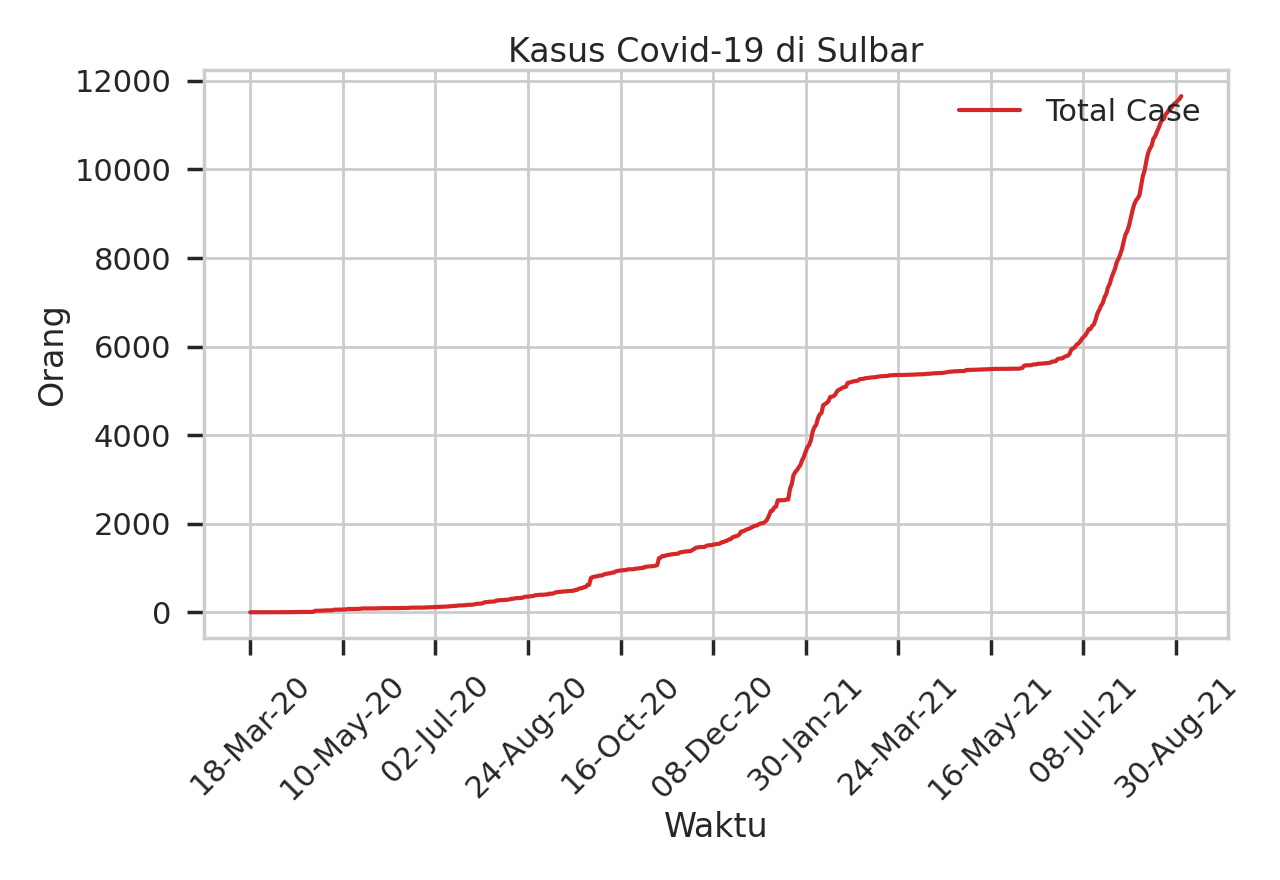 Kasus Covid-19 di Sulbar
Total Case
12000
10000
8000
6000
4000
2000
0
Orang
18-Mar-20
10-May-20
02-Jul-20
24-Aug-20
16-Oct-20
08-Dec-20
30-Jan-21
24-Mar-21
16-May-21
08-Jul-21
30-Aug-21
Waktu